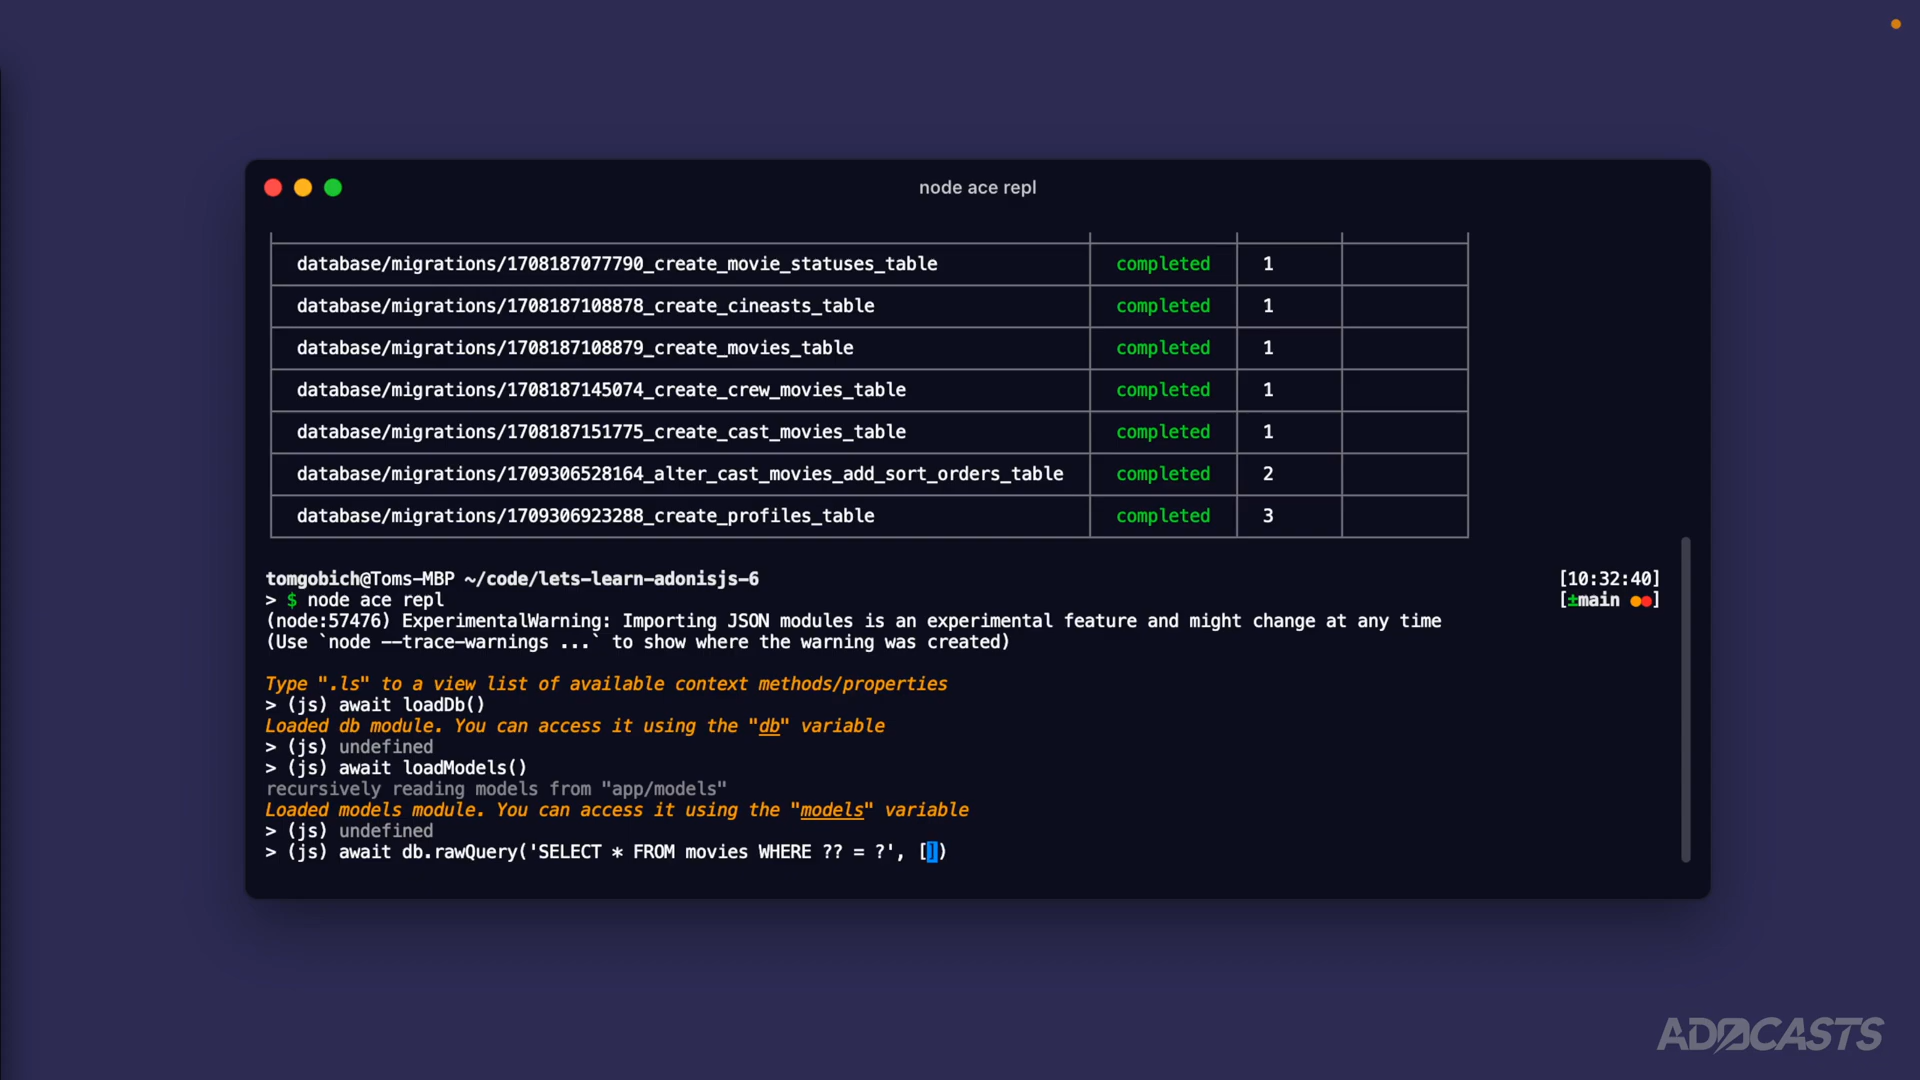 node ace repl
database/migrations/1708187077790_create_movie_statuses_table completed 1
database/migrations/1708187108878_create_cineasts_table completed 1
database/migrations/1708187108879_create_movies_table completed 1
database/migrations/1708187145074_create_crew_movies_table completed 1
database/migrations/1708187151775_create_cast_movies_table completed 1
database/migrations/1709306528164_alter_cast_movies_add_sort_orders_table completed 2
database/migrations/1709306923288_create_profiles_table completed 3
tomgobich@Toms-MBP ~/code/lets-learn-adonisjs-6 [10:32:40]
> $ node ace repl [±main ●●]
(node:57476) ExperimentalWarning: Importing JSON modules is an experimental feature and might change at any time
(Use `node --trace-warnings ...` to show where the warning was created)
Type ".ls" to a view list of available context methods/properties
> (js) await loadDb()
Loaded db module. You can access it using the "db" variable
> (js) undefined
> (js) await loadModels()
recursively reading models from "app/models"
Loaded models module. You can access it using the "models" variable
> (js) undefined
> (js) await db.rawQuery('SELECT * FROM movies WHERE ?? = ?', [])
ADOCASTS